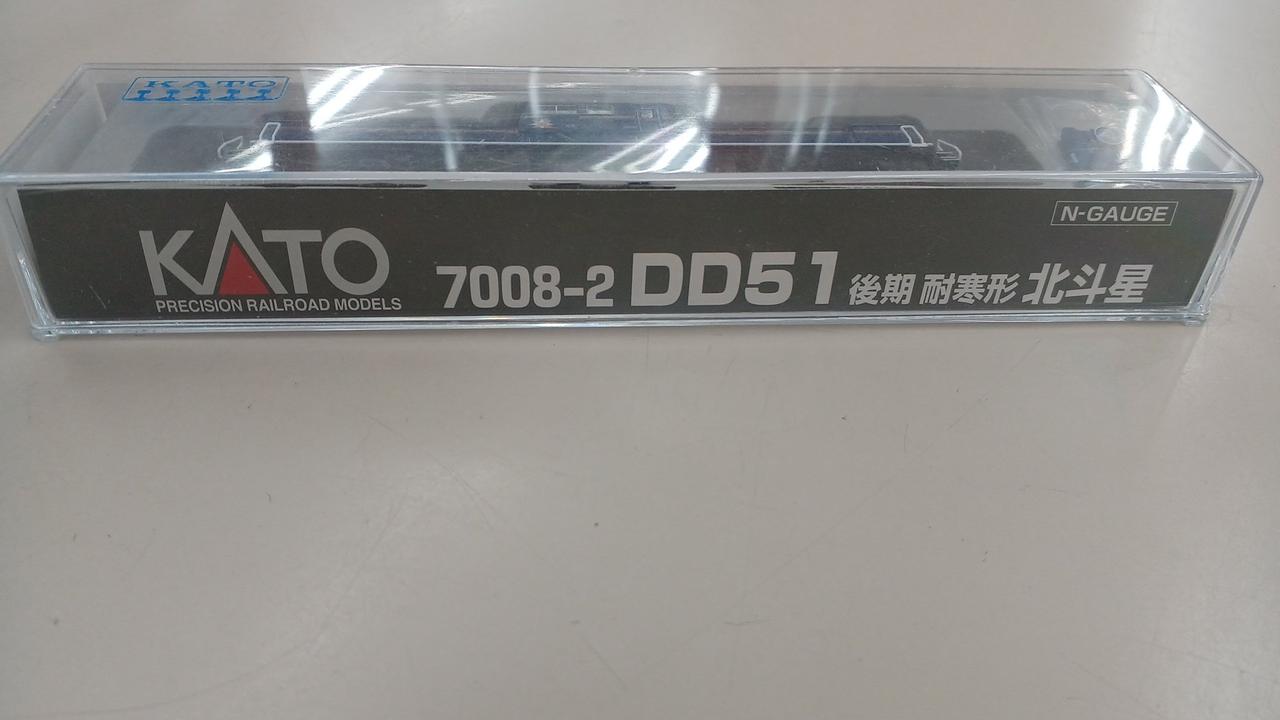 KATO
N-GAUGE
KATO
PRECISION RAILROAD MODELS
7008-2 DD51 後期 耐寒形 北斗星